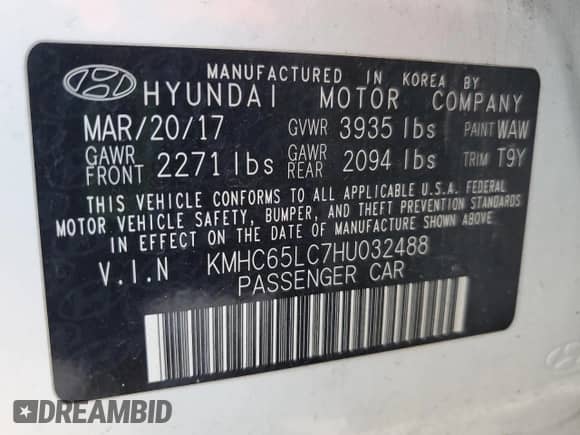 MANUFACTURED IN KOREA BY
HYUNDAI MOTOR COMPANY
MAR/20/17 GVWR 3935 lbs PAINT WAW
GAWR FRONT 2271 lbs GAWR REAR 2094 lbs TRIM T9Y
THIS VEHICLE CONFORMS TO ALL APPLICABLE U.S.A. FEDERAL
MOTOR VEHICLE SAFETY, BUMPER, AND THEFT PREVENTION STANDARDS
IN EFFECT ON THE DATE OF MANUFACTURE SHOWN ABOVE.
V.I.N KMHC65LC7HU032488
PASSENGER CAR
DREAMBID